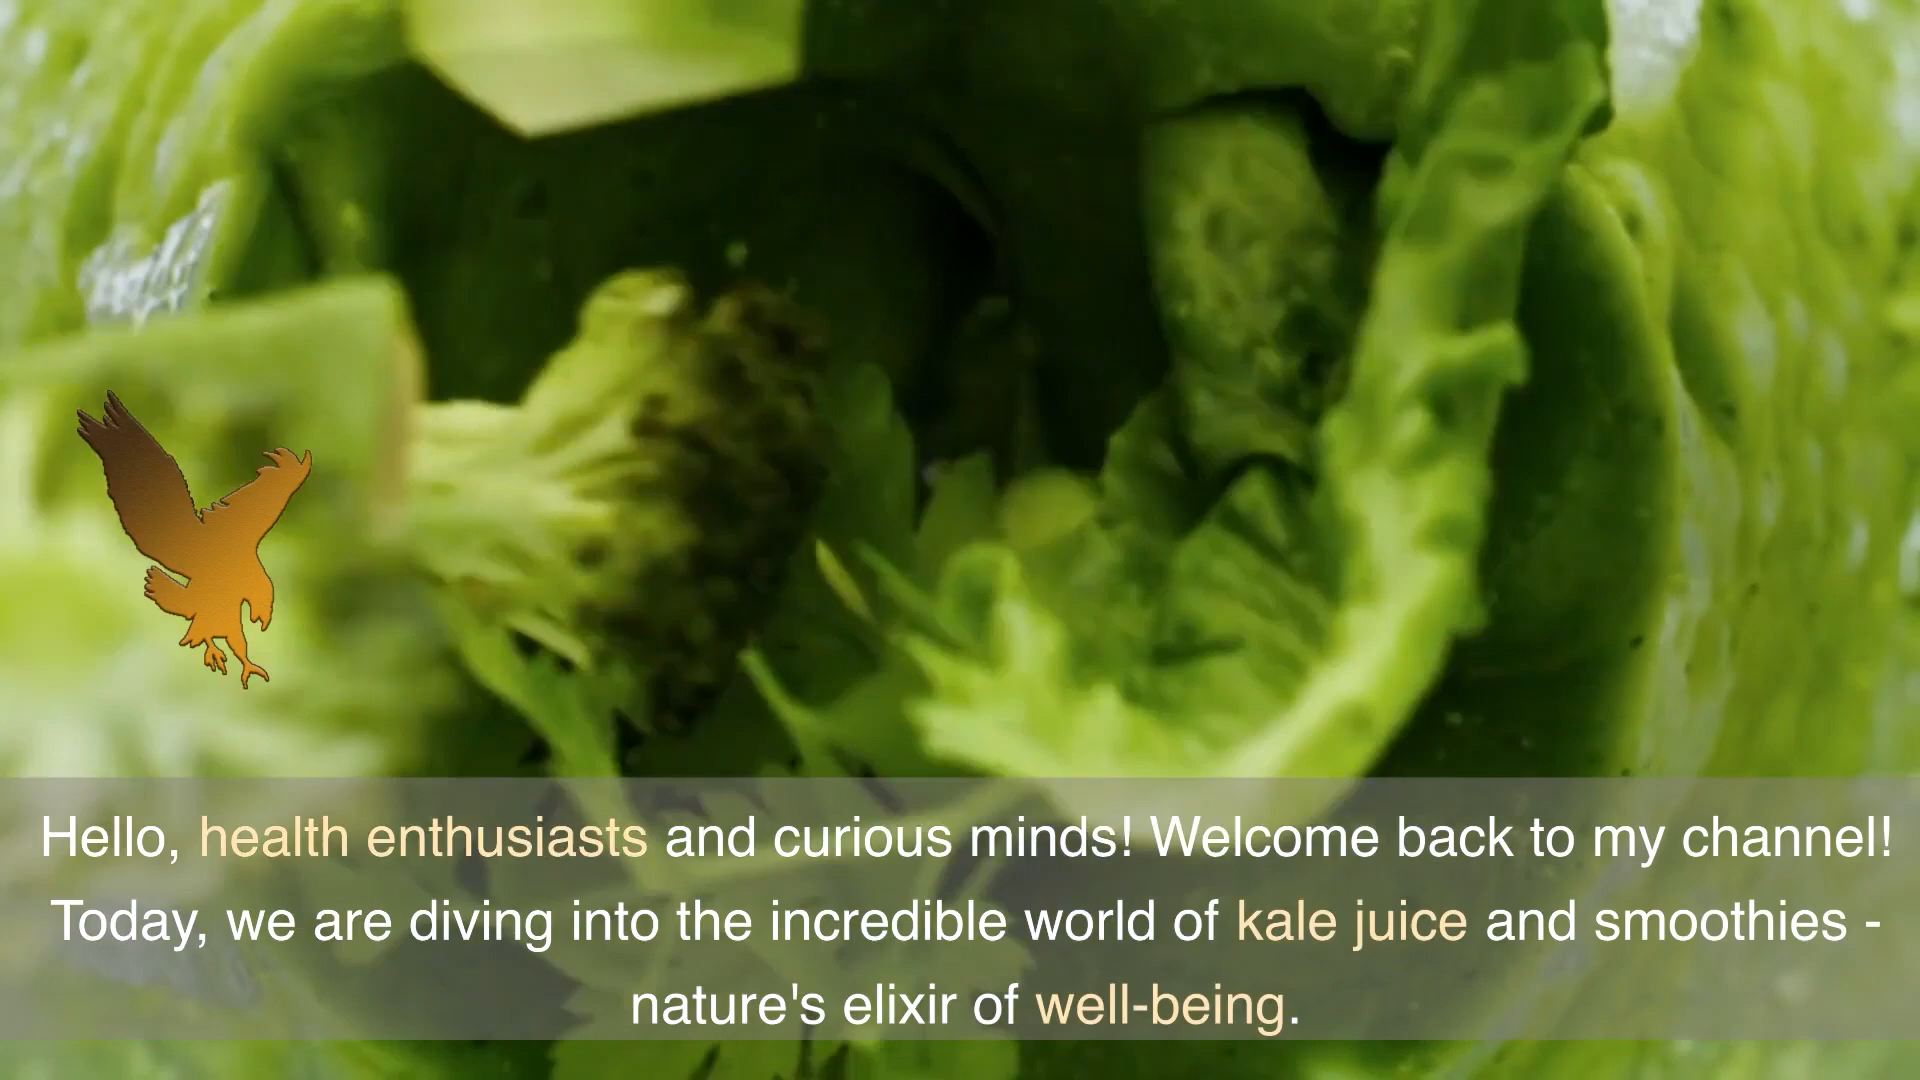 Hello, health enthusiasts and curious minds! Welcome back to my channel!
Today, we are diving into the incredible world of kale juice and smoothies -
nature's elixir of well-being.